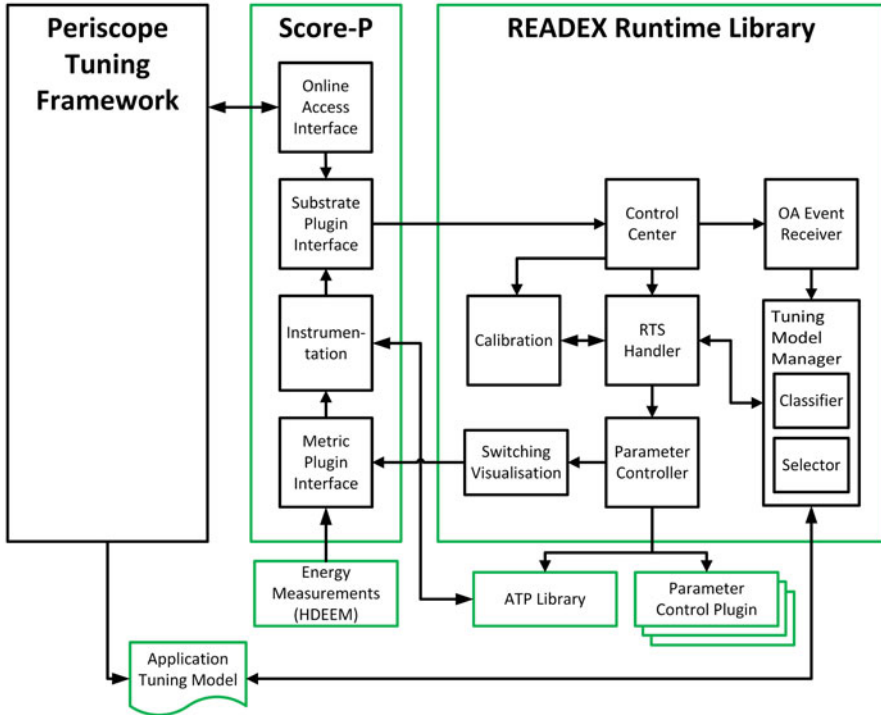 Periscope
Tuning
Framework
Score-P
READEX Runtime Library
Online
Access
Interface
Substrate
Plugin
Interface
Control
Center
OA Event
Receiver
Instrumen-
tation
Calibration
RTS
Handler
Tuning
Model
Manager
Classifier
Selector
Metric
Plugin
Interface
Switching
Visualisation
Parameter
Controller
Energy
Measurements
(HDEEM)
ATP Library
Parameter
Control Plugin
Application
Tuning Model